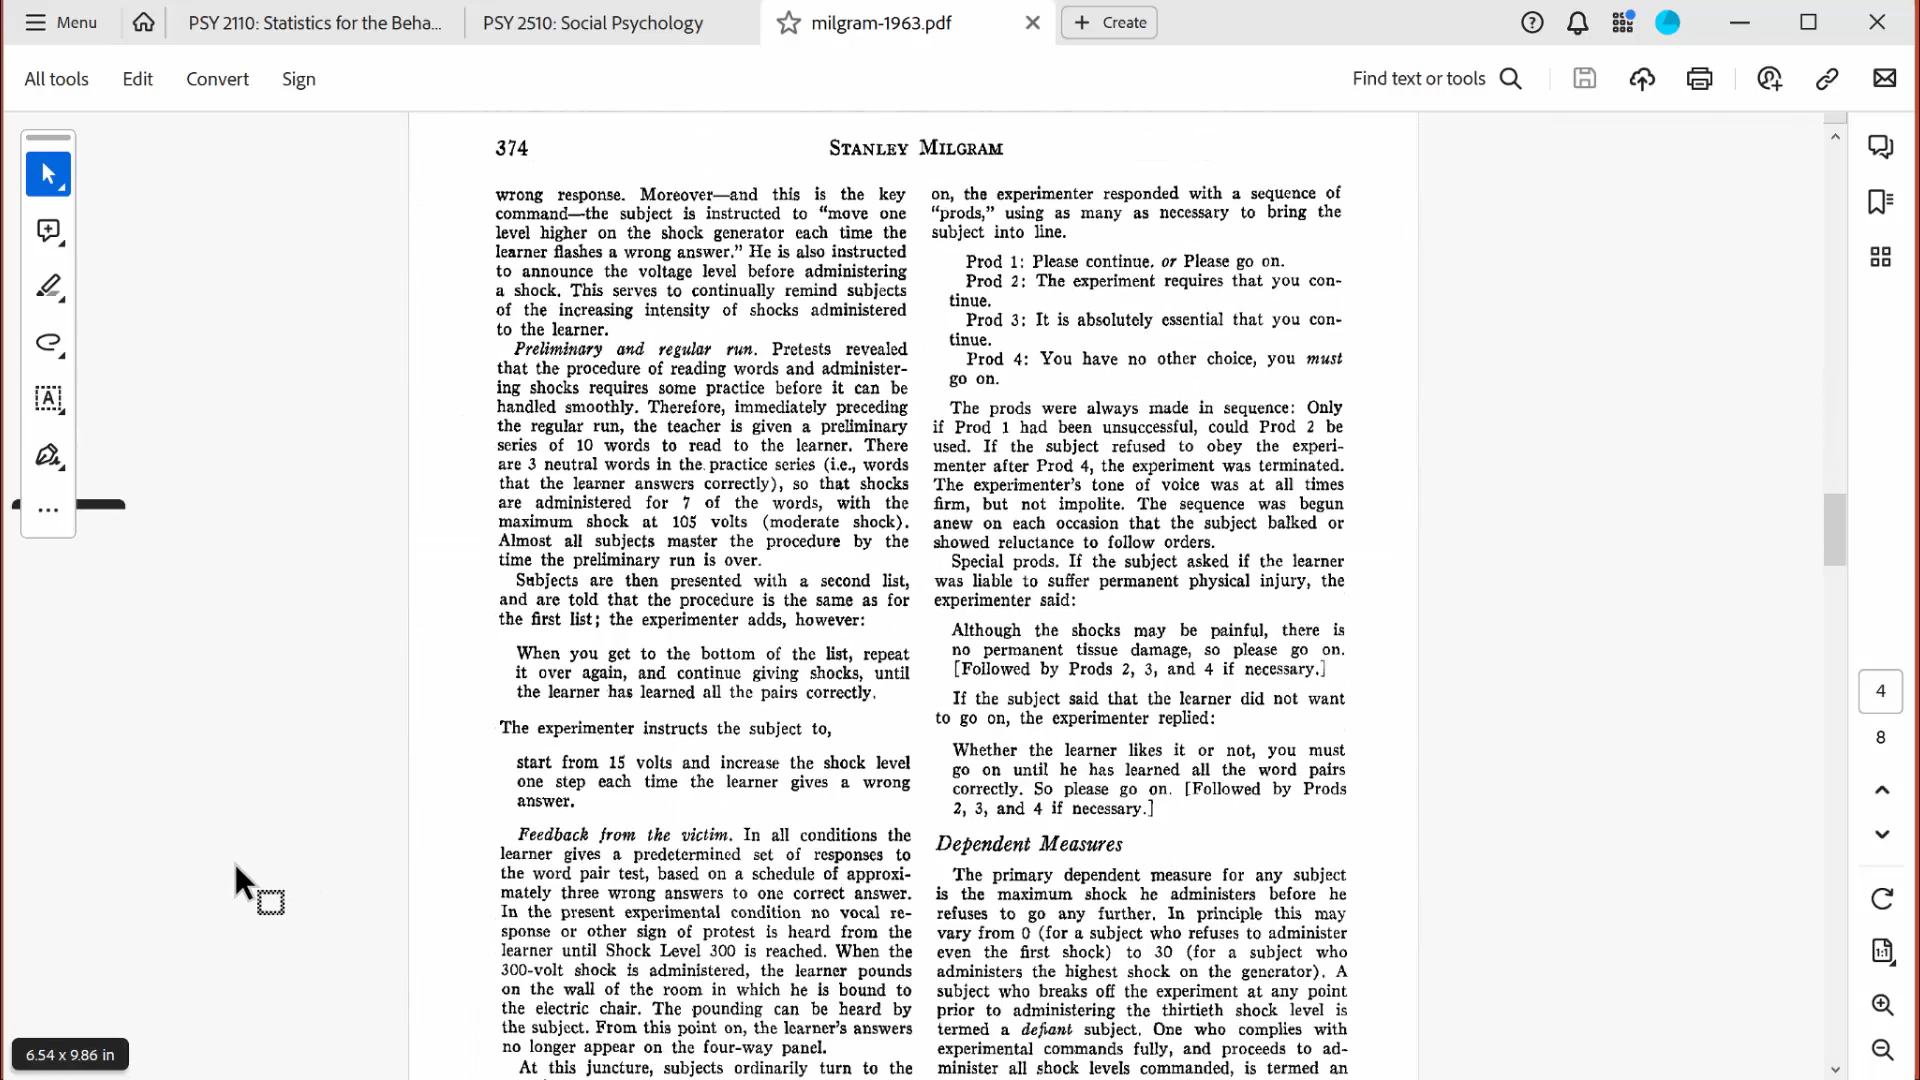 Menu
PSY 2110: Statistics for the Beha...
PSY 2510: Social Psychology
milgram-1963.pdf
Create
All tools
Edit
Convert
Sign
Find text or tools
374
STANLEY MILGRAM
wrong response. Moreover—and this is the key
command—the subject is instructed to "move one
level higher on the shock generator each time the
learner flashes a wrong answer." He is also instructed
to announce the voltage level before administering
a shock. This serves to continually remind subjects
of the increasing intensity of shocks administered
to the learner.
Preliminary and regular run. Pretests revealed
that the procedure of reading words and administer-
ing shocks requires some practice before it can be
handled smoothly. Therefore, immediately preceding
the regular run, the teacher is given a preliminary
series of 10 words to read to the learner. There
are 3 neutral words in the practice series (i.e., words
that the learner answers correctly), so that shocks
are administered for 7 of the words, with the
maximum shock at 105 volts (moderate shock).
Almost all subjects master the procedure by the
time the preliminary run is over.
Subjects are then presented with a second list,
and are told that the procedure is the same as for
the first list; the experimenter adds, however:
When you get to the bottom of the list, repeat
it over again, and continue giving shocks, until
the learner has learned all the pairs correctly.
The experimenter instructs the subject to,
start from 15 volts and increase the shock level
one step each time the learner gives a wrong
answer.
Feedback from the victim. In all conditions the
learner gives a predetermined set of responses to
the word pair test, based on a schedule of approxi-
mately three wrong answers to one correct answer.
In the present experimental condition no vocal re-
sponse or other sign of protest is heard from the
learner until Shock Level 300 is reached. When the
300-volt shock is administered, the learner pounds
on the wall of the room in which he is bound to
the electric chair. The pounding can be heard by
the subject. From this point on, the learner's answers
no longer appear on the four-way panel.
At this juncture, subjects ordinarily turn to the
on, the experimenter responded with a sequence of
"prods," using as many as necessary to bring the
subject into line.
Prod 1: Please continue. or Please go on.
Prod 2: The experiment requires that you con-
tinue.
Prod 3: It is absolutely essential that you con-
tinue.
Prod 4: You have no other choice, you must
go on.
The prods were always made in sequence: Only
if Prod 1 had been unsuccessful, could Prod 2 be
used. If the subject refused to obey the experi-
menter after Prod 4, the experiment was terminated.
The experimenter's tone of voice was at all times
firm, but not impolite. The sequence was begun
anew on each occasion that the subject balked or
showed reluctance to follow orders.
Special prods. If the subject asked if the learner
was liable to suffer permanent physical injury, the
experimenter said:
Although the shocks may be painful, there is
no permanent tissue damage, so please go on.
[Followed by Prods 2, 3, and 4 if necessary.]
If the subject said that the learner did not want
to go on, the experimenter replied:
Whether the learner likes it or not, you must
go on until he has learned all the word pairs
correctly. So please go on. [Followed by Prods
2, 3, and 4 if necessary.]
Dependent Measures
The primary dependent measure for any subject
is the maximum shock he administers before he
refuses to go any further. In principle this may
vary from 0 (for a subject who refuses to administer
even the first shock) to 30 (for a subject who
administers the highest shock on the generator). A
subject who breaks off the experiment at any point
prior to administering the thirtieth shock level is
termed a defiant subject. One who complies with
experimental commands fully, and proceeds to ad-
minister all shock levels commanded, is termed an
4
8
6.54 x 9.86 in